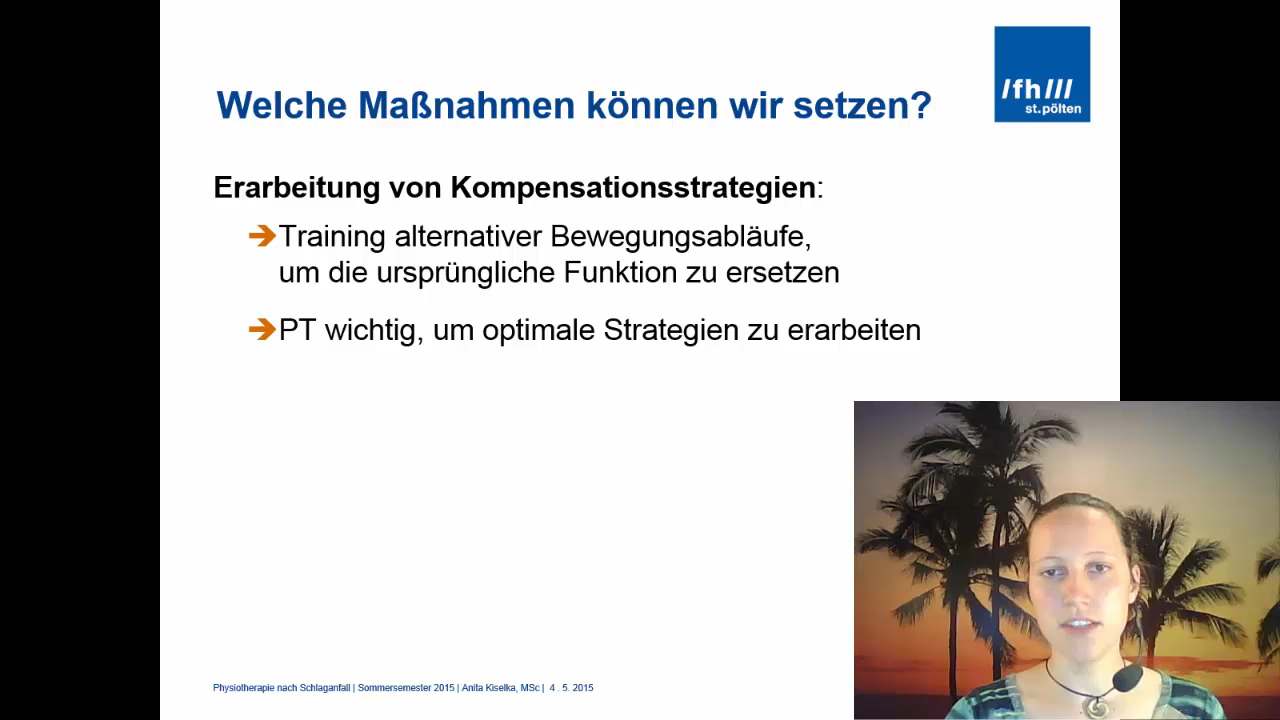 Welche Maßnahmen können wir setzen?
/fh///
st.pölten
Erarbeitung von Kompensationsstrategien:
➔Training alternativer Bewegungsabläufe,
um die ursprüngliche Funktion zu ersetzen
➔PT wichtig, um optimale Strategien zu erarbeiten
Physiotherapie nach Schlaganfall | Sommersemester 2015 | Anita Kiselka, MSc | 4 . 5. 2015